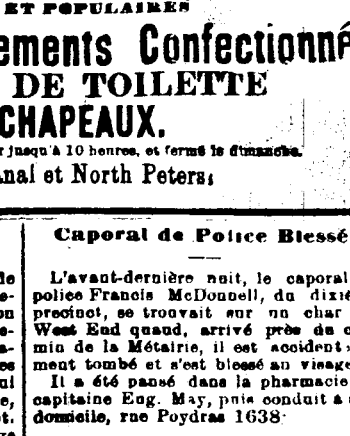 ET POPULAIRES
ements Confectionné
DE TOILETTE
CHAPEAUX.
jusqu'à 10 heures, et fermé le dimanche.
anal et North Peters;
Caporal de Police Blessé
L'avant-dernière nuit, le caporal
police Francis McDonnell, du dixiè
precinct, se trouvait sur un char
West End quand, arrivé près du c
min de la Métairie, il est accident
ment tombé et s'est blessé au visage
Il a été pansé dans la pharmacie
capitaine Eug. May, puis conduit à
domicile, rue Poydras 1638